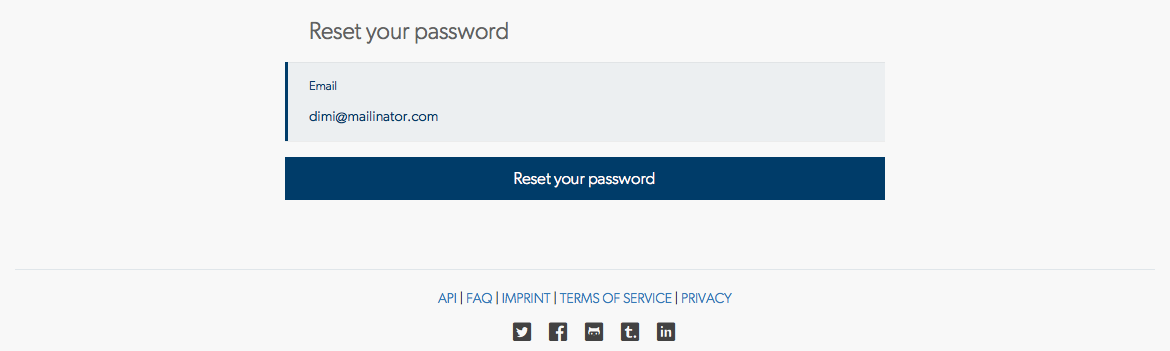 Reset your password
Email
dimi@mailinator.com
Reset your password
API | FAQ | IMPRINT | TERMS OF SERVICE | PRIVACY